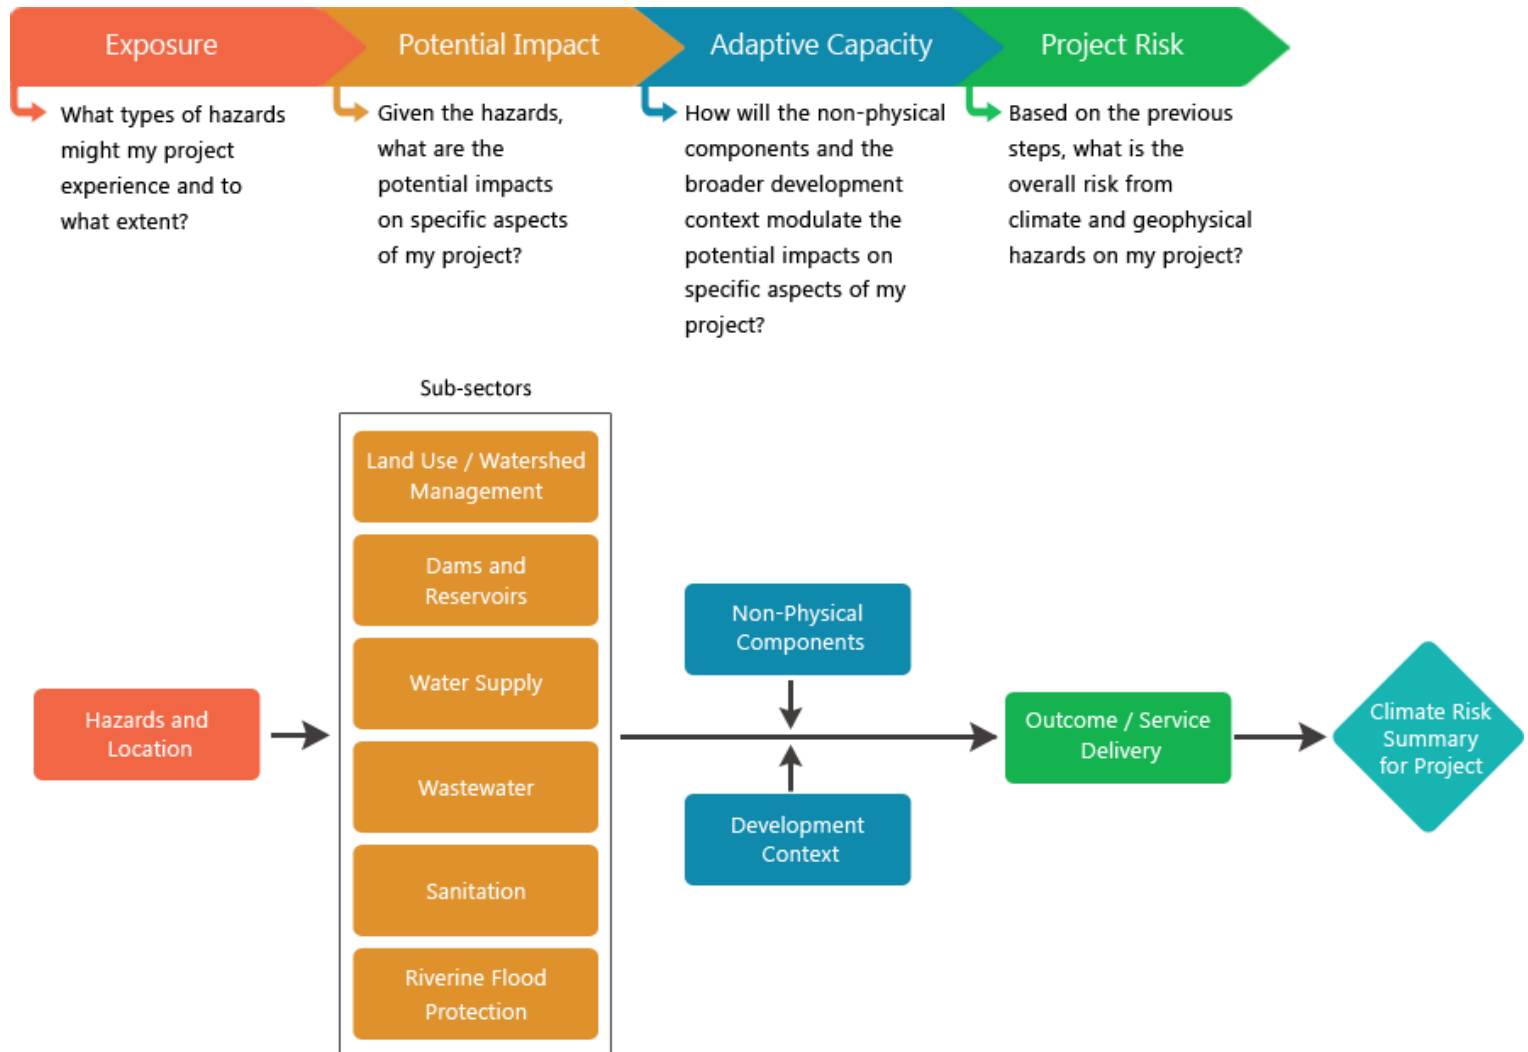 Exposure
Potential Impact
Adaptive Capacity
Project Risk
What types of hazards
might my project
experience and to
what extent?
Given the hazards,
what are the
potential impacts
on specific aspects
of my project?
How will the non-physical
components and the
broader development
context modulate the
potential impacts on
specific aspects of my
project?
Based on the previous
steps, what is the
overall risk from
climate and geophysical
hazards on my project?
Sub-sectors
Land Use / Watershed
Management
Dams and
Reservoirs
Water Supply
Wastewater
Sanitation
Riverine Flood
Protection
Hazards and
Location
Non-Physical
Components
Development
Context
Outcome / Service
Delivery
Climate Risk
Summary
for Project